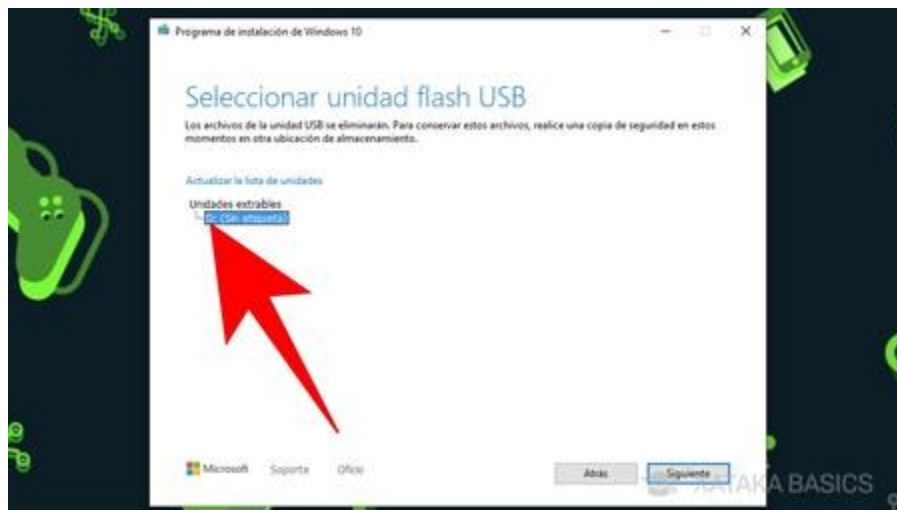 Programa de instalación de Windows 10
Seleccionar unidad flash USB
Los archivos de la unidad USB se eliminarán. Para conservar estos archivos, realice una copia de seguridad en estos
momentos en otra ubicación de almacenamiento.
Actualizar la lista de unidades
Unidades extraíbles
(Sin etiqueta)
Microsoft Soporte
Atrás Siguiente
XATAKA BASICS